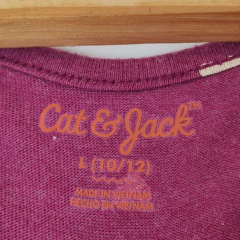 Cat & Jack™
L (10/12)
MADE IN VIETNAM
HECHO EN VIETNAM